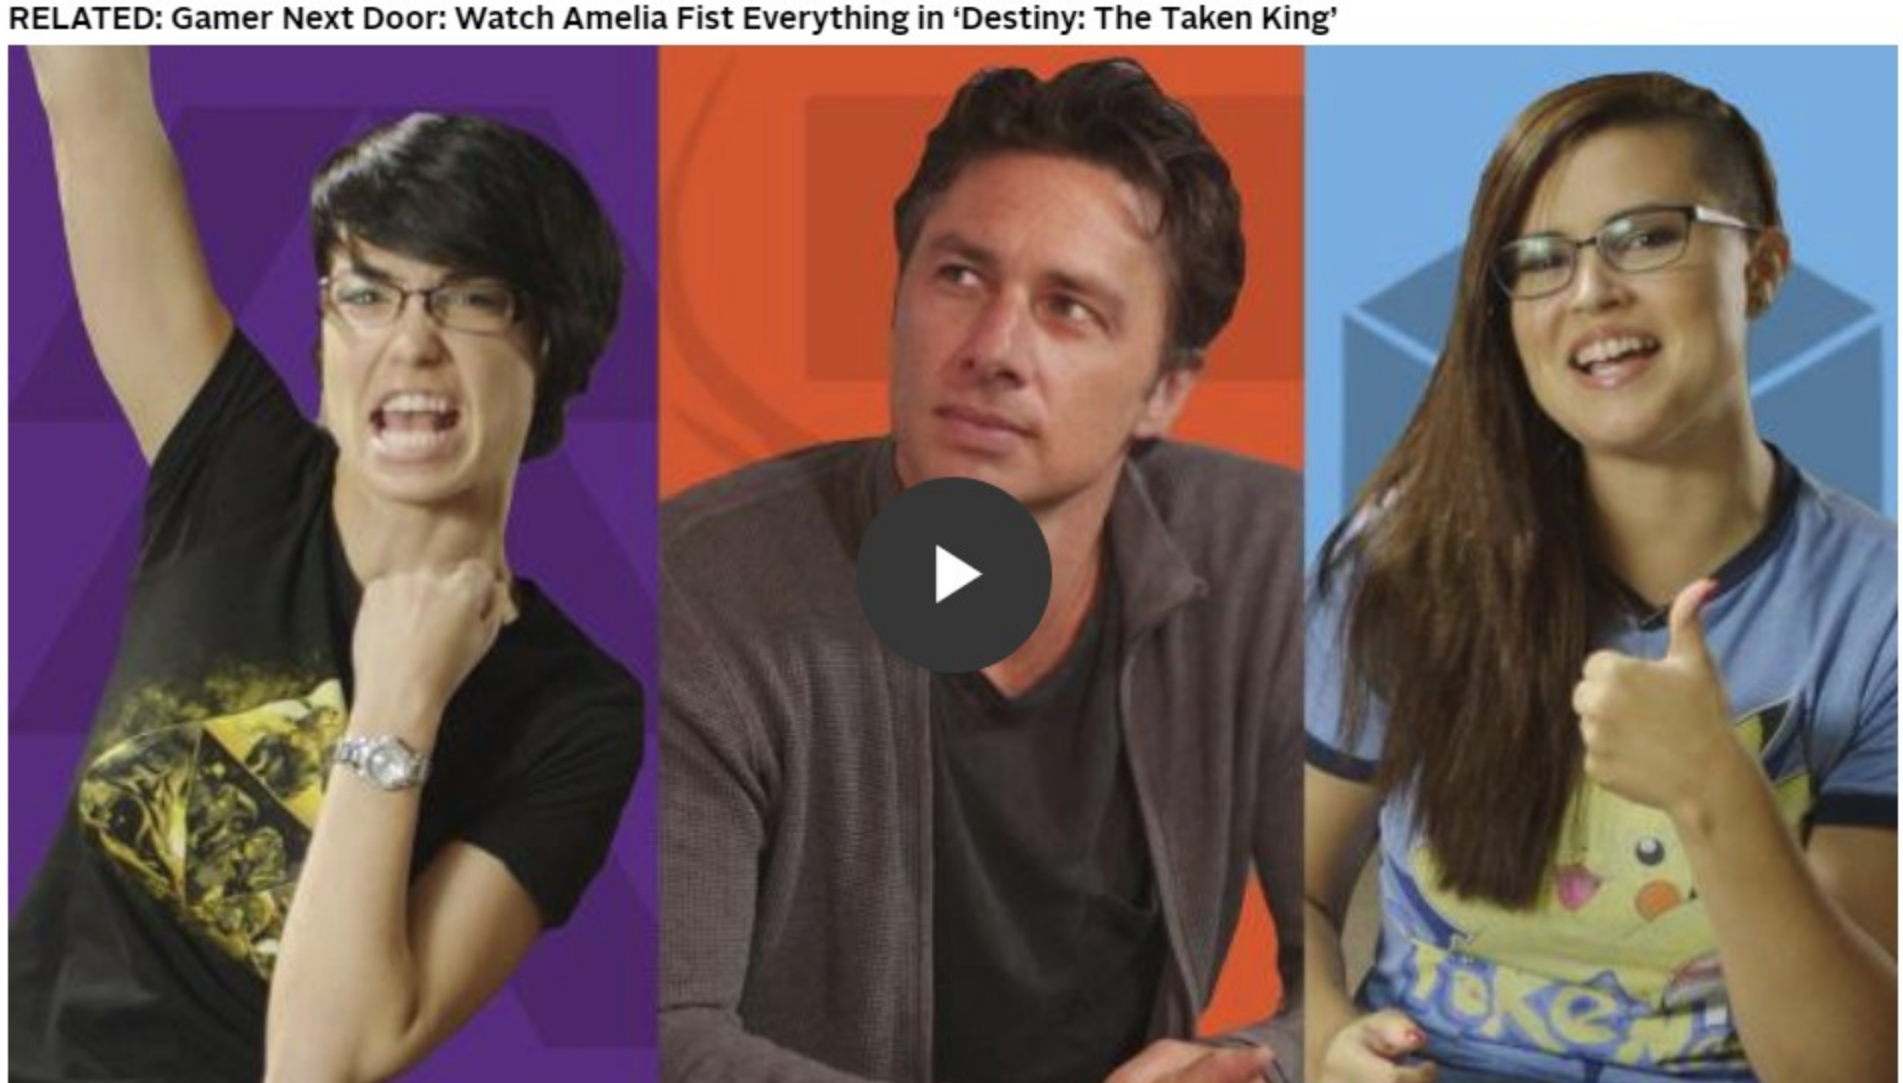 RELATED: Gamer Next Door: Watch Amelia Fist Everything in ‘Destiny: The Taken King’